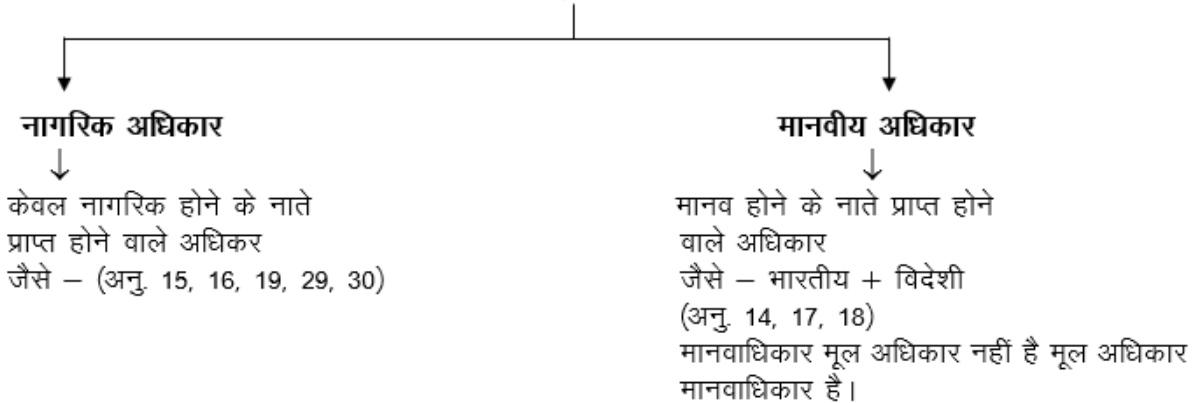 नागरिक अधिकार
↓
केवल नागरिक होने के नाते
प्राप्त होने वाले अधिकर
जैसे – (अनु. 15, 16, 19, 29, 30)
मानवीय अधिकार
↓
मानव होने के नाते प्राप्त होने
वाले अधिकार
जैसे – भारतीय + विदेशी
(अनु. 14, 17, 18)
मानवाधिकार मूल अधिकार नहीं है मूल अधिकार
मानवाधिकार है।